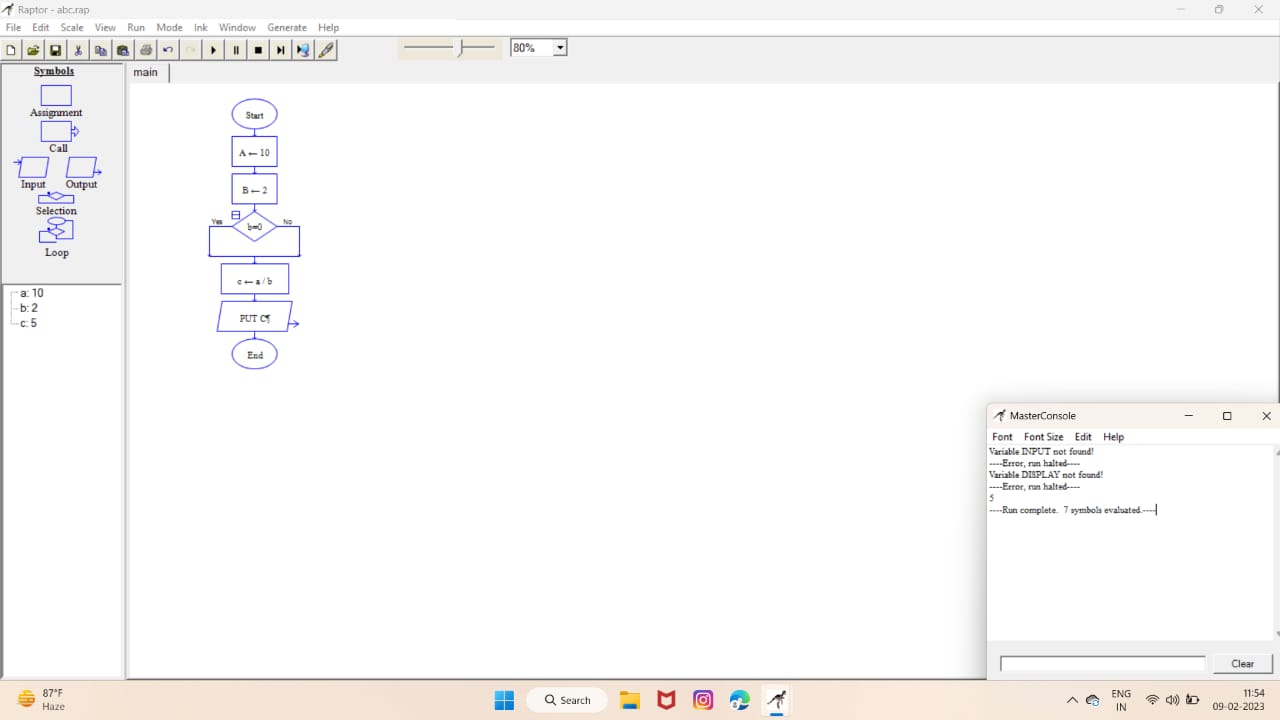 Raptor - abc.rap
File Edit Scale View Run Mode Ink Window Generate Help
80%
Symbols
main
Assignment
Call
Input Output
Selection
Loop
Start
A ← 10
B ← 2
Yes b=0 No
c ← a / b
PUT C¶
End
a: 10
b: 2
c: 5
MasterConsole
Font Font Size Edit Help
Variable INPUT not found!
----Error, run halted----
Variable DISPLAY not found!
----Error, run halted----
5
----Run complete.  7 symbols evaluated.----
Clear
87°F
Haze
Search
ENG
IN
11:54
09-02-2023